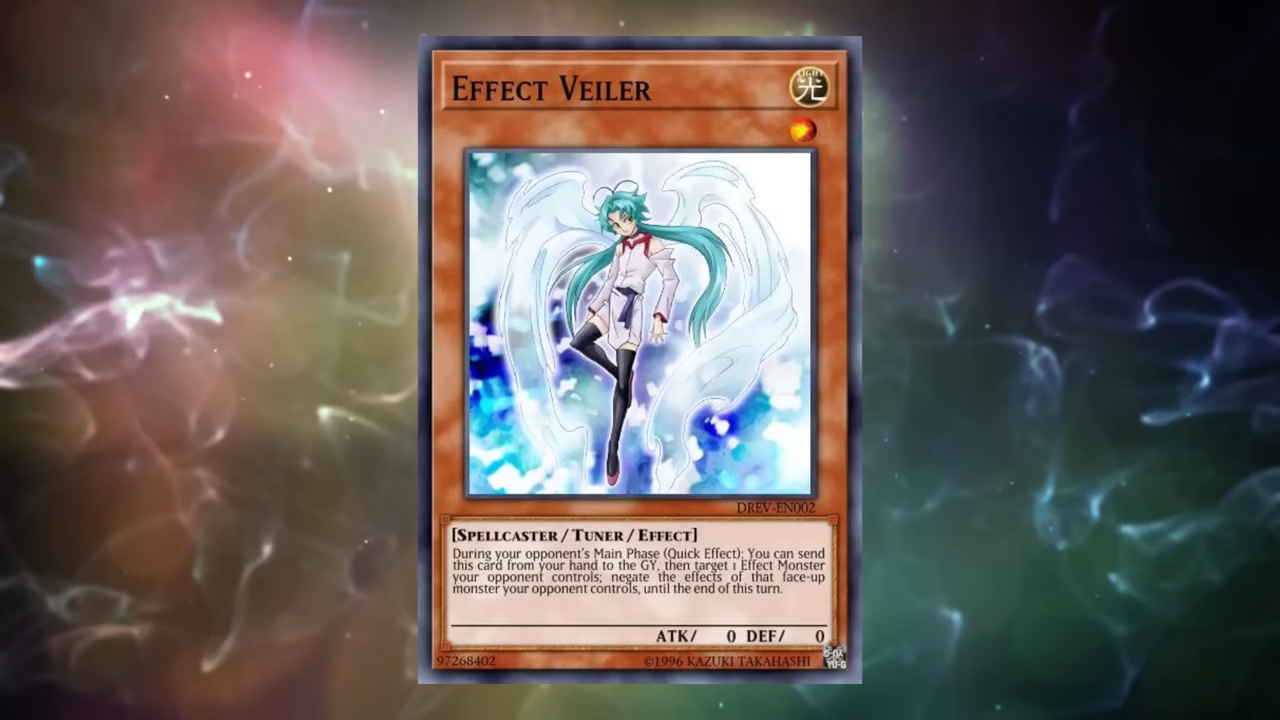 EFFECT VEILER
LIGHT
光
DREV-EN002
[SPELLCASTER / TUNER / EFFECT]
During your opponent's Main Phase (Quick Effect): You can send
this card from your hand to the GY, then target 1 Effect Monster
your opponent controls; negate the effects of that face-up
monster your opponent controls, until the end of this turn.
ATK/ 0 DEF/ 0
97268402
©1996 KAZUKI TAKAHASHI